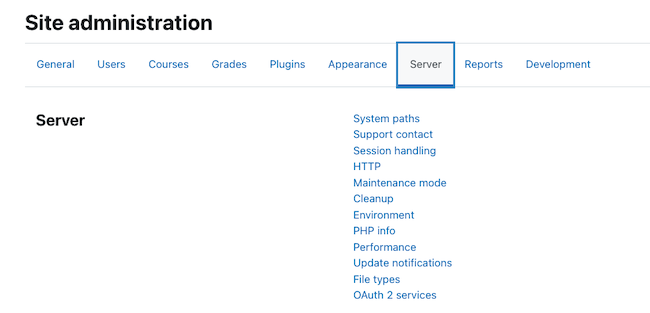 Site administration
General Users Courses Grades Plugins Appearance Server Reports Development
Server
System paths
Support contact
Session handling
HTTP
Maintenance mode
Cleanup
Environment
PHP info
Performance
Update notifications
File types
OAuth 2 services